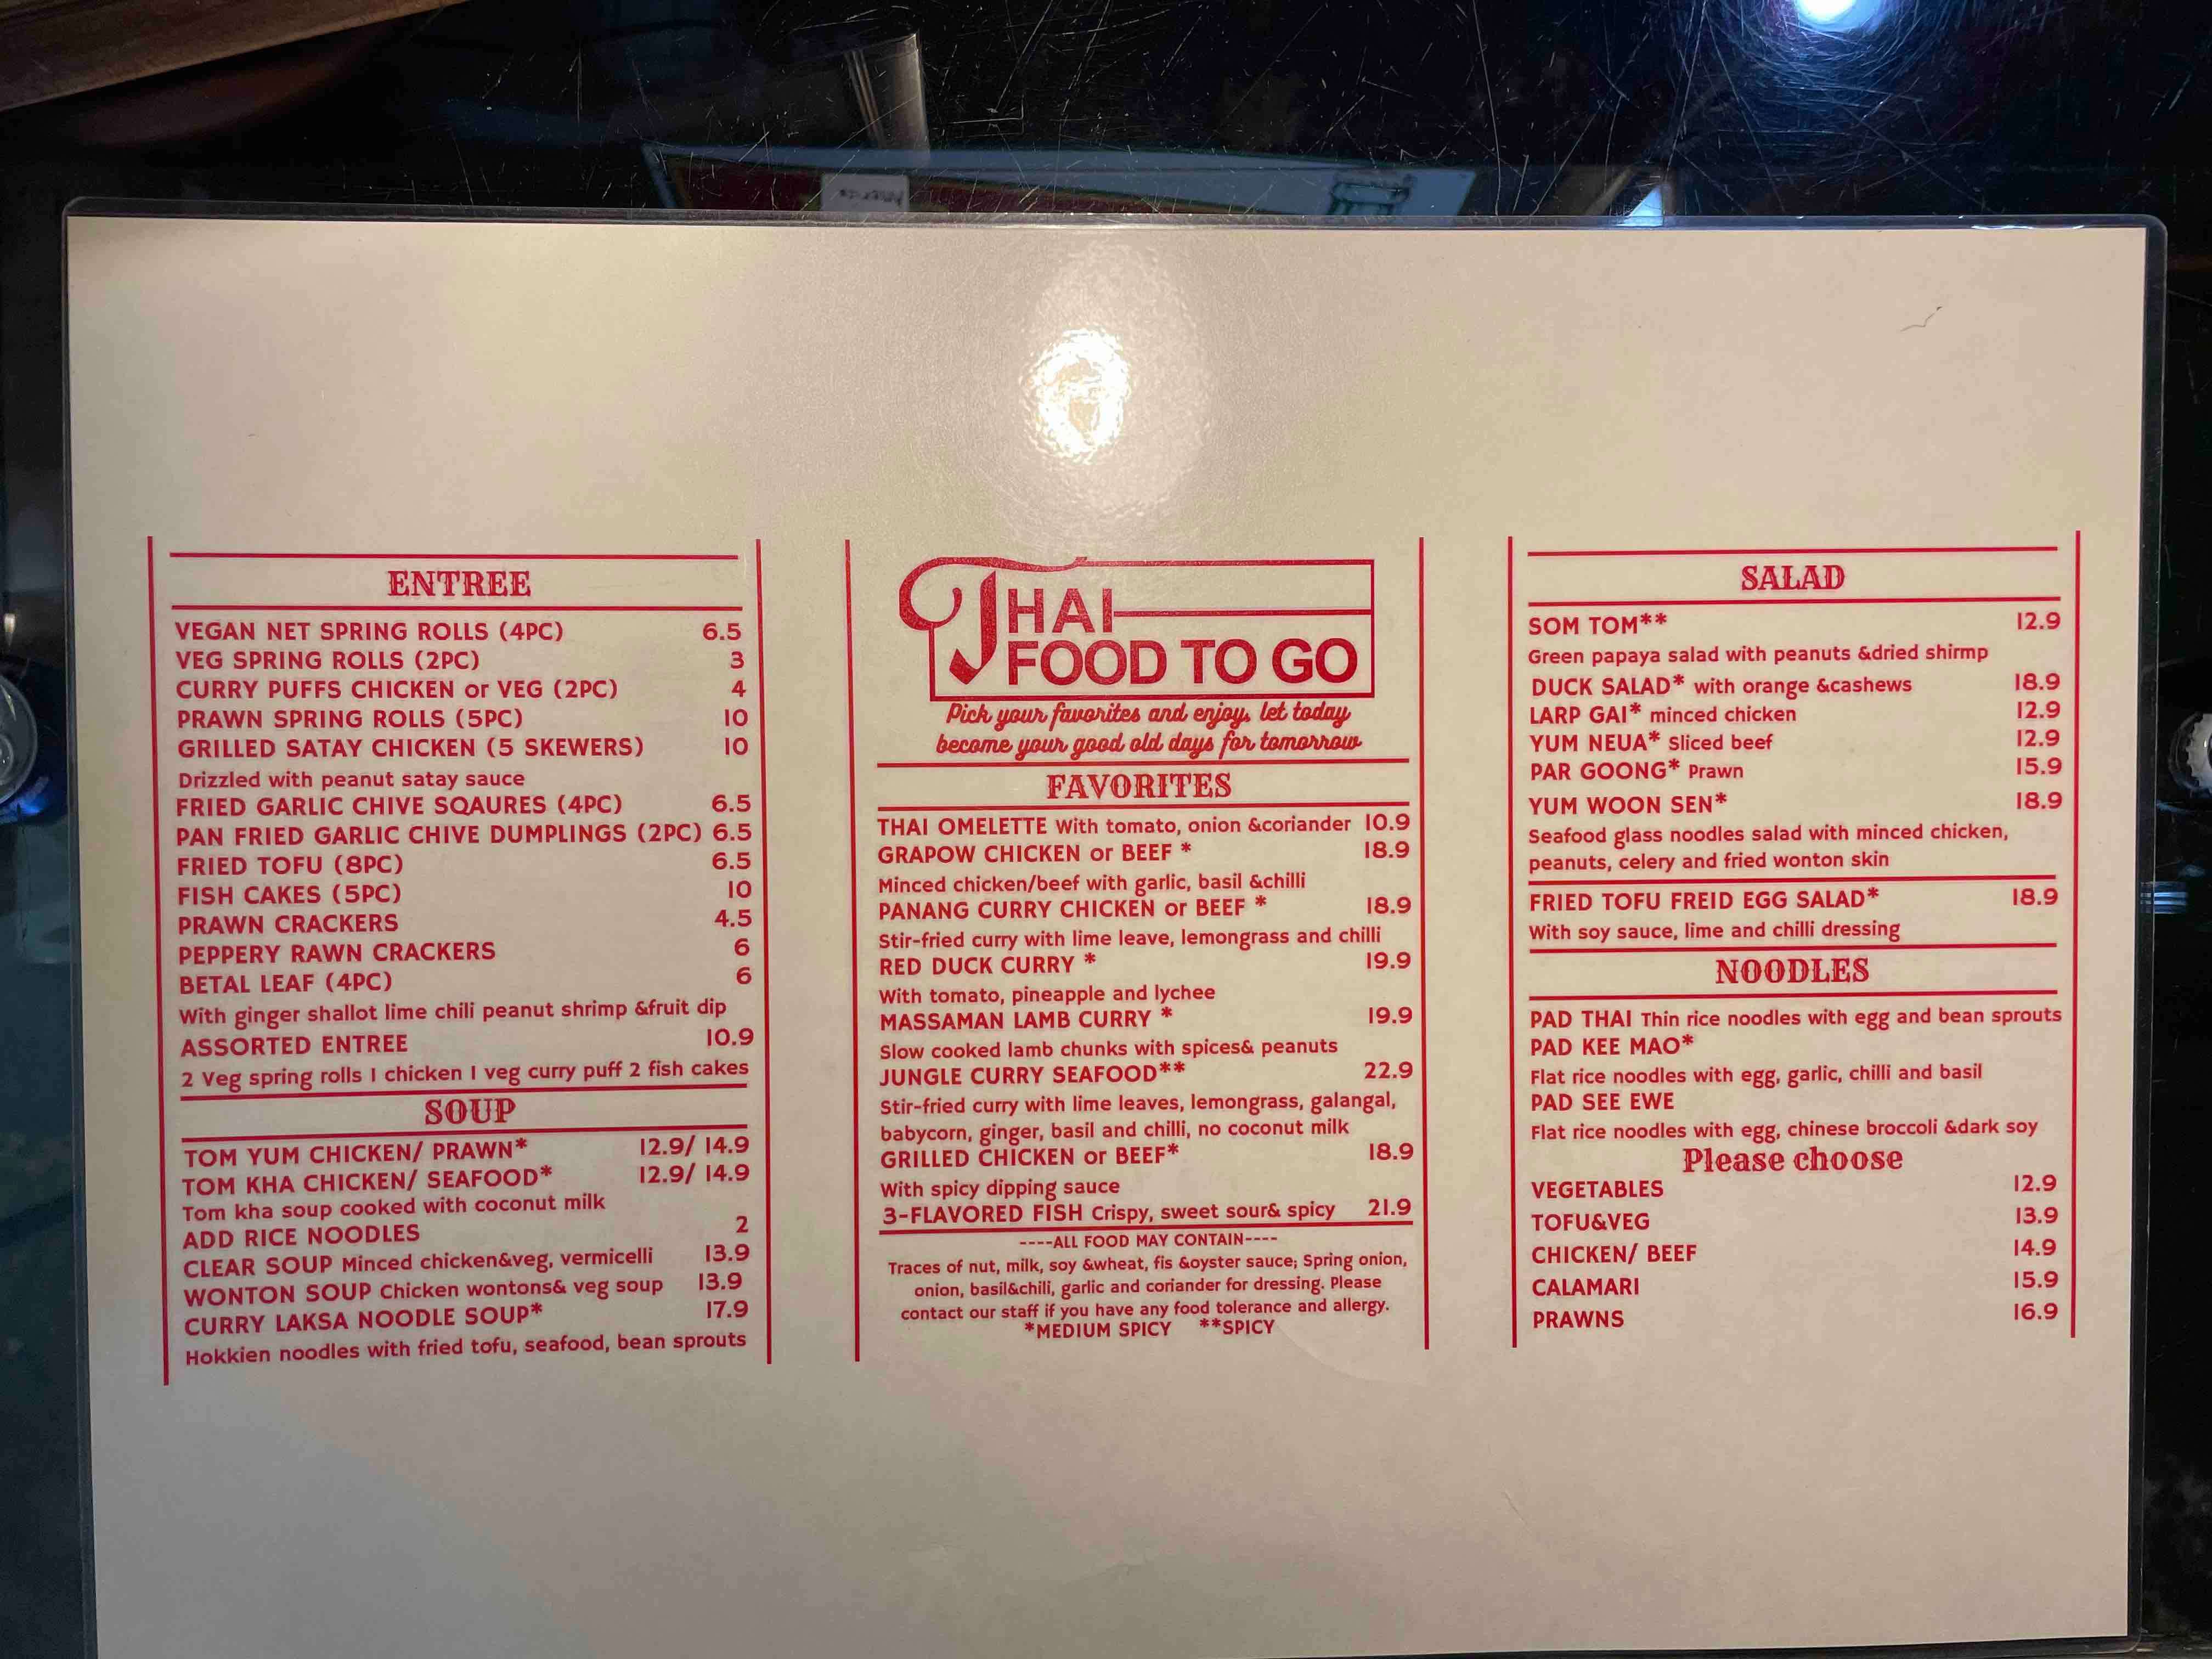 ENTREE
VEGAN NET SPRING ROLLS (4PC) 6.5
VEG SPRING ROLLS (2PC) 3
CURRY PUFFS CHICKEN or VEG (2PC) 4
PRAWN SPRING ROLLS (5PC) 10
GRILLED SATAY CHICKEN (5 SKEWERS) 10
Drizzled with peanut satay sauce
FRIED GARLIC CHIVE SQAURES (4PC) 6.5
PAN FRIED GARLIC CHIVE DUMPLINGS (2PC) 6.5
FRIED TOFU (8PC) 6.5
FISH CAKES (5PC) 10
PRAWN CRACKERS 4.5
PEPPERY RAWN CRACKERS 6
BETAL LEAF (4PC) 6
With ginger shallot lime chili peanut shrimp &fruit dip
ASSORTED ENTREE 10.9
2 Veg spring rolls 1 chicken 1 veg curry puff 2 fish cakes
SOUP
TOM YUM CHICKEN/ PRAWN* 12.9/ 14.9
TOM KHA CHICKEN/ SEAFOOD* 12.9/ 14.9
Tom kha soup cooked with coconut milk
ADD RICE NOODLES 2
CLEAR SOUP Minced chicken&veg, vermicelli 13.9
WONTON SOUP Chicken wontons& veg soup 13.9
CURRY LAKSA NOODLE SOUP* 17.9
Hokkien noodles with fried tofu, seafood, bean sprouts
THAI
FOOD TO GO
Pick your favorites and enjoy, let today
become your good old days for tomorrow
FAVORITES
THAI OMELETTE With tomato, onion &coriander 10.9
GRAPOW CHICKEN or BEEF * 18.9
Minced chicken/beef with garlic, basil &chilli
PANANG CURRY CHICKEN or BEEF * 18.9
Stir-fried curry with lime leave, lemongrass and chilli
RED DUCK CURRY * 19.9
With tomato, pineapple and lychee
MASSAMAN LAMB CURRY * 19.9
Slow cooked lamb chunks with spices& peanuts
JUNGLE CURRY SEAFOOD** 22.9
Stir-fried curry with lime leaves, lemongrass, galangal,
babycorn, ginger, basil and chilli, no coconut milk
GRILLED CHICKEN or BEEF* 18.9
With spicy dipping sauce
3-FLAVORED FISH Crispy, sweet sour& spicy 21.9
----ALL FOOD MAY CONTAIN----
Traces of nut, milk, soy &wheat, fis &oyster sauce; Spring onion,
onion, basil&chili, garlic and coriander for dressing. Please
contact our staff if you have any food tolerance and allergy.
*MEDIUM SPICY **SPICY
SALAD
SOM TOM** 12.9
Green papaya salad with peanuts &dried shirmp
DUCK SALAD* with orange &cashews 18.9
LARP GAI* minced chicken 12.9
YUM NEUA* Sliced beef 12.9
PAR GOONG* Prawn 15.9
YUM WOON SEN* 18.9
Seafood glass noodles salad with minced chicken,
peanuts, celery and fried wonton skin
FRIED TOFU FREID EGG SALAD* 18.9
With soy sauce, lime and chilli dressing
NOODLES
PAD THAI Thin rice noodles with egg and bean sprouts
PAD KEE MAO*
Flat rice noodles with egg, garlic, chilli and basil
PAD SEE EWE
Flat rice noodles with egg, chinese broccoli &dark soy
Please choose
VEGETABLES 12.9
TOFU&VEG 13.9
CHICKEN/ BEEF 14.9
CALAMARI 15.9
PRAWNS 16.9